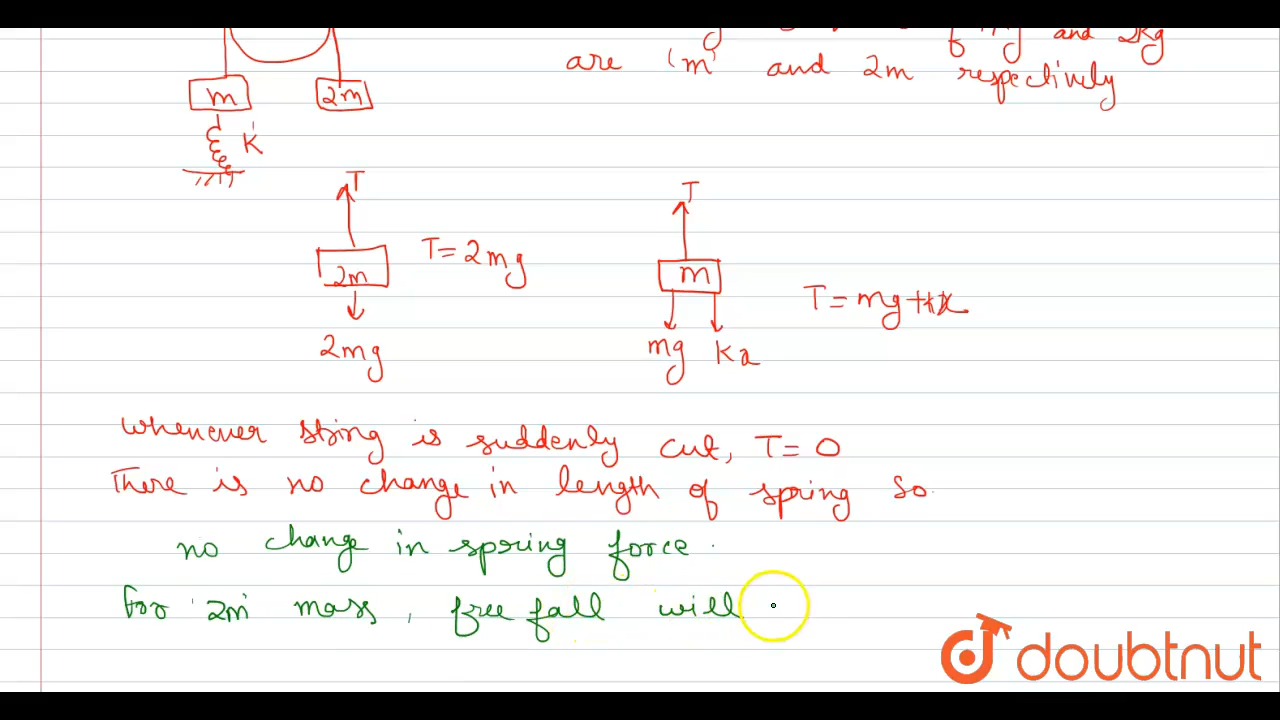 and 2kg
are 'm' and 2m respectively
m 2m
K
T T
2m T=2mg m
T = mg+Kx
2mg mg Kx
whenever string is suddenly cut, T= 0
There is no change in length of spring so
no change in spring force.
For 2m mass, free fall will
doubtnut